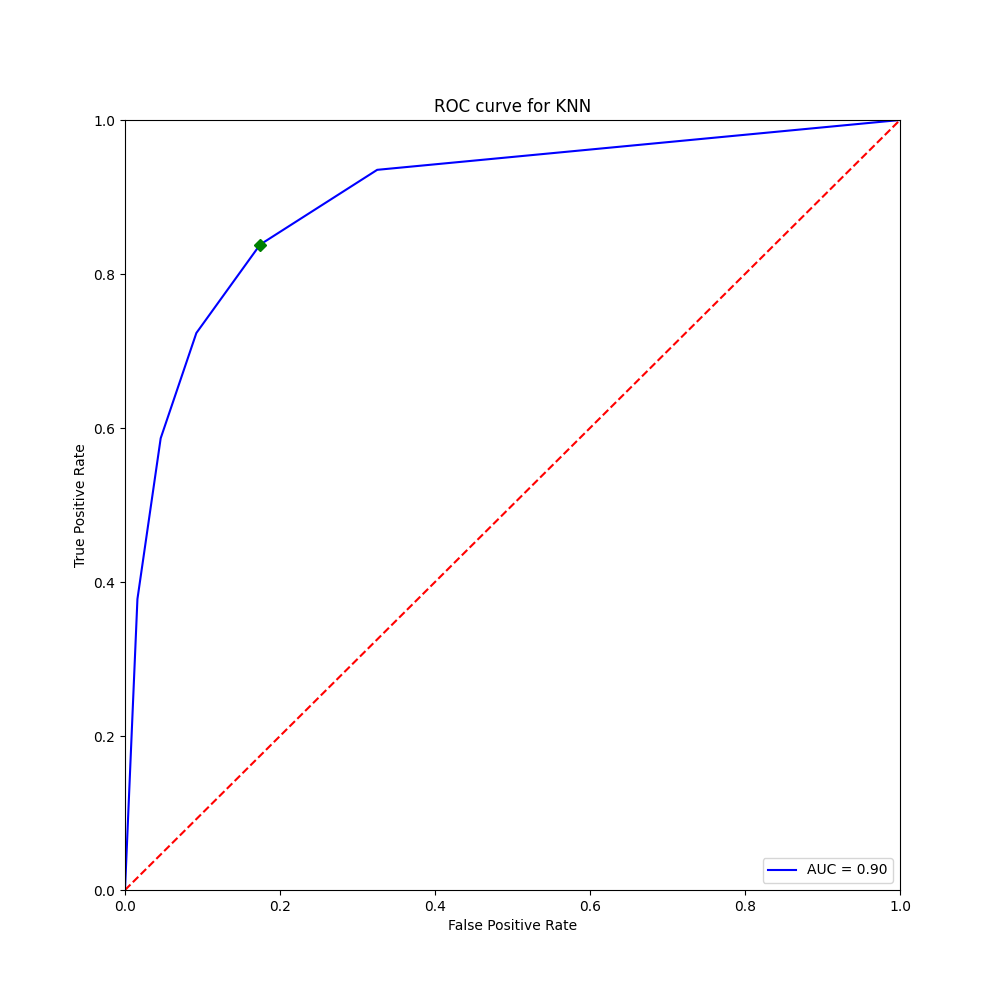 ROC curve for KNN
1.0
0.8
0.6
0.4
0.2
0.0
True Positive Rate
0.0 0.2 0.4 0.6 0.8 1.0
False Positive Rate
AUC = 0.90